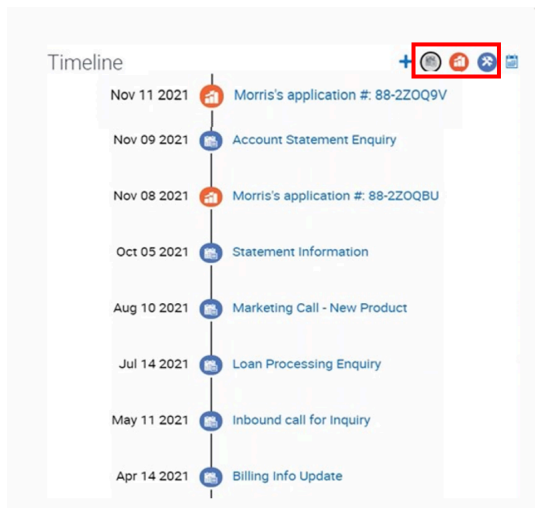 Timeline
Nov 11 2021 Morris's application #: 88-2ZOQ9V
Nov 09 2021 Account Statement Enquiry
Nov 08 2021 Morris's application #: 88-2ZOQBU
Oct 05 2021 Statement Information
Aug 10 2021 Marketing Call - New Product
Jul 14 2021 Loan Processing Enquiry
May 11 2021 Inbound call for Inquiry
Apr 14 2021 Billing Info Update